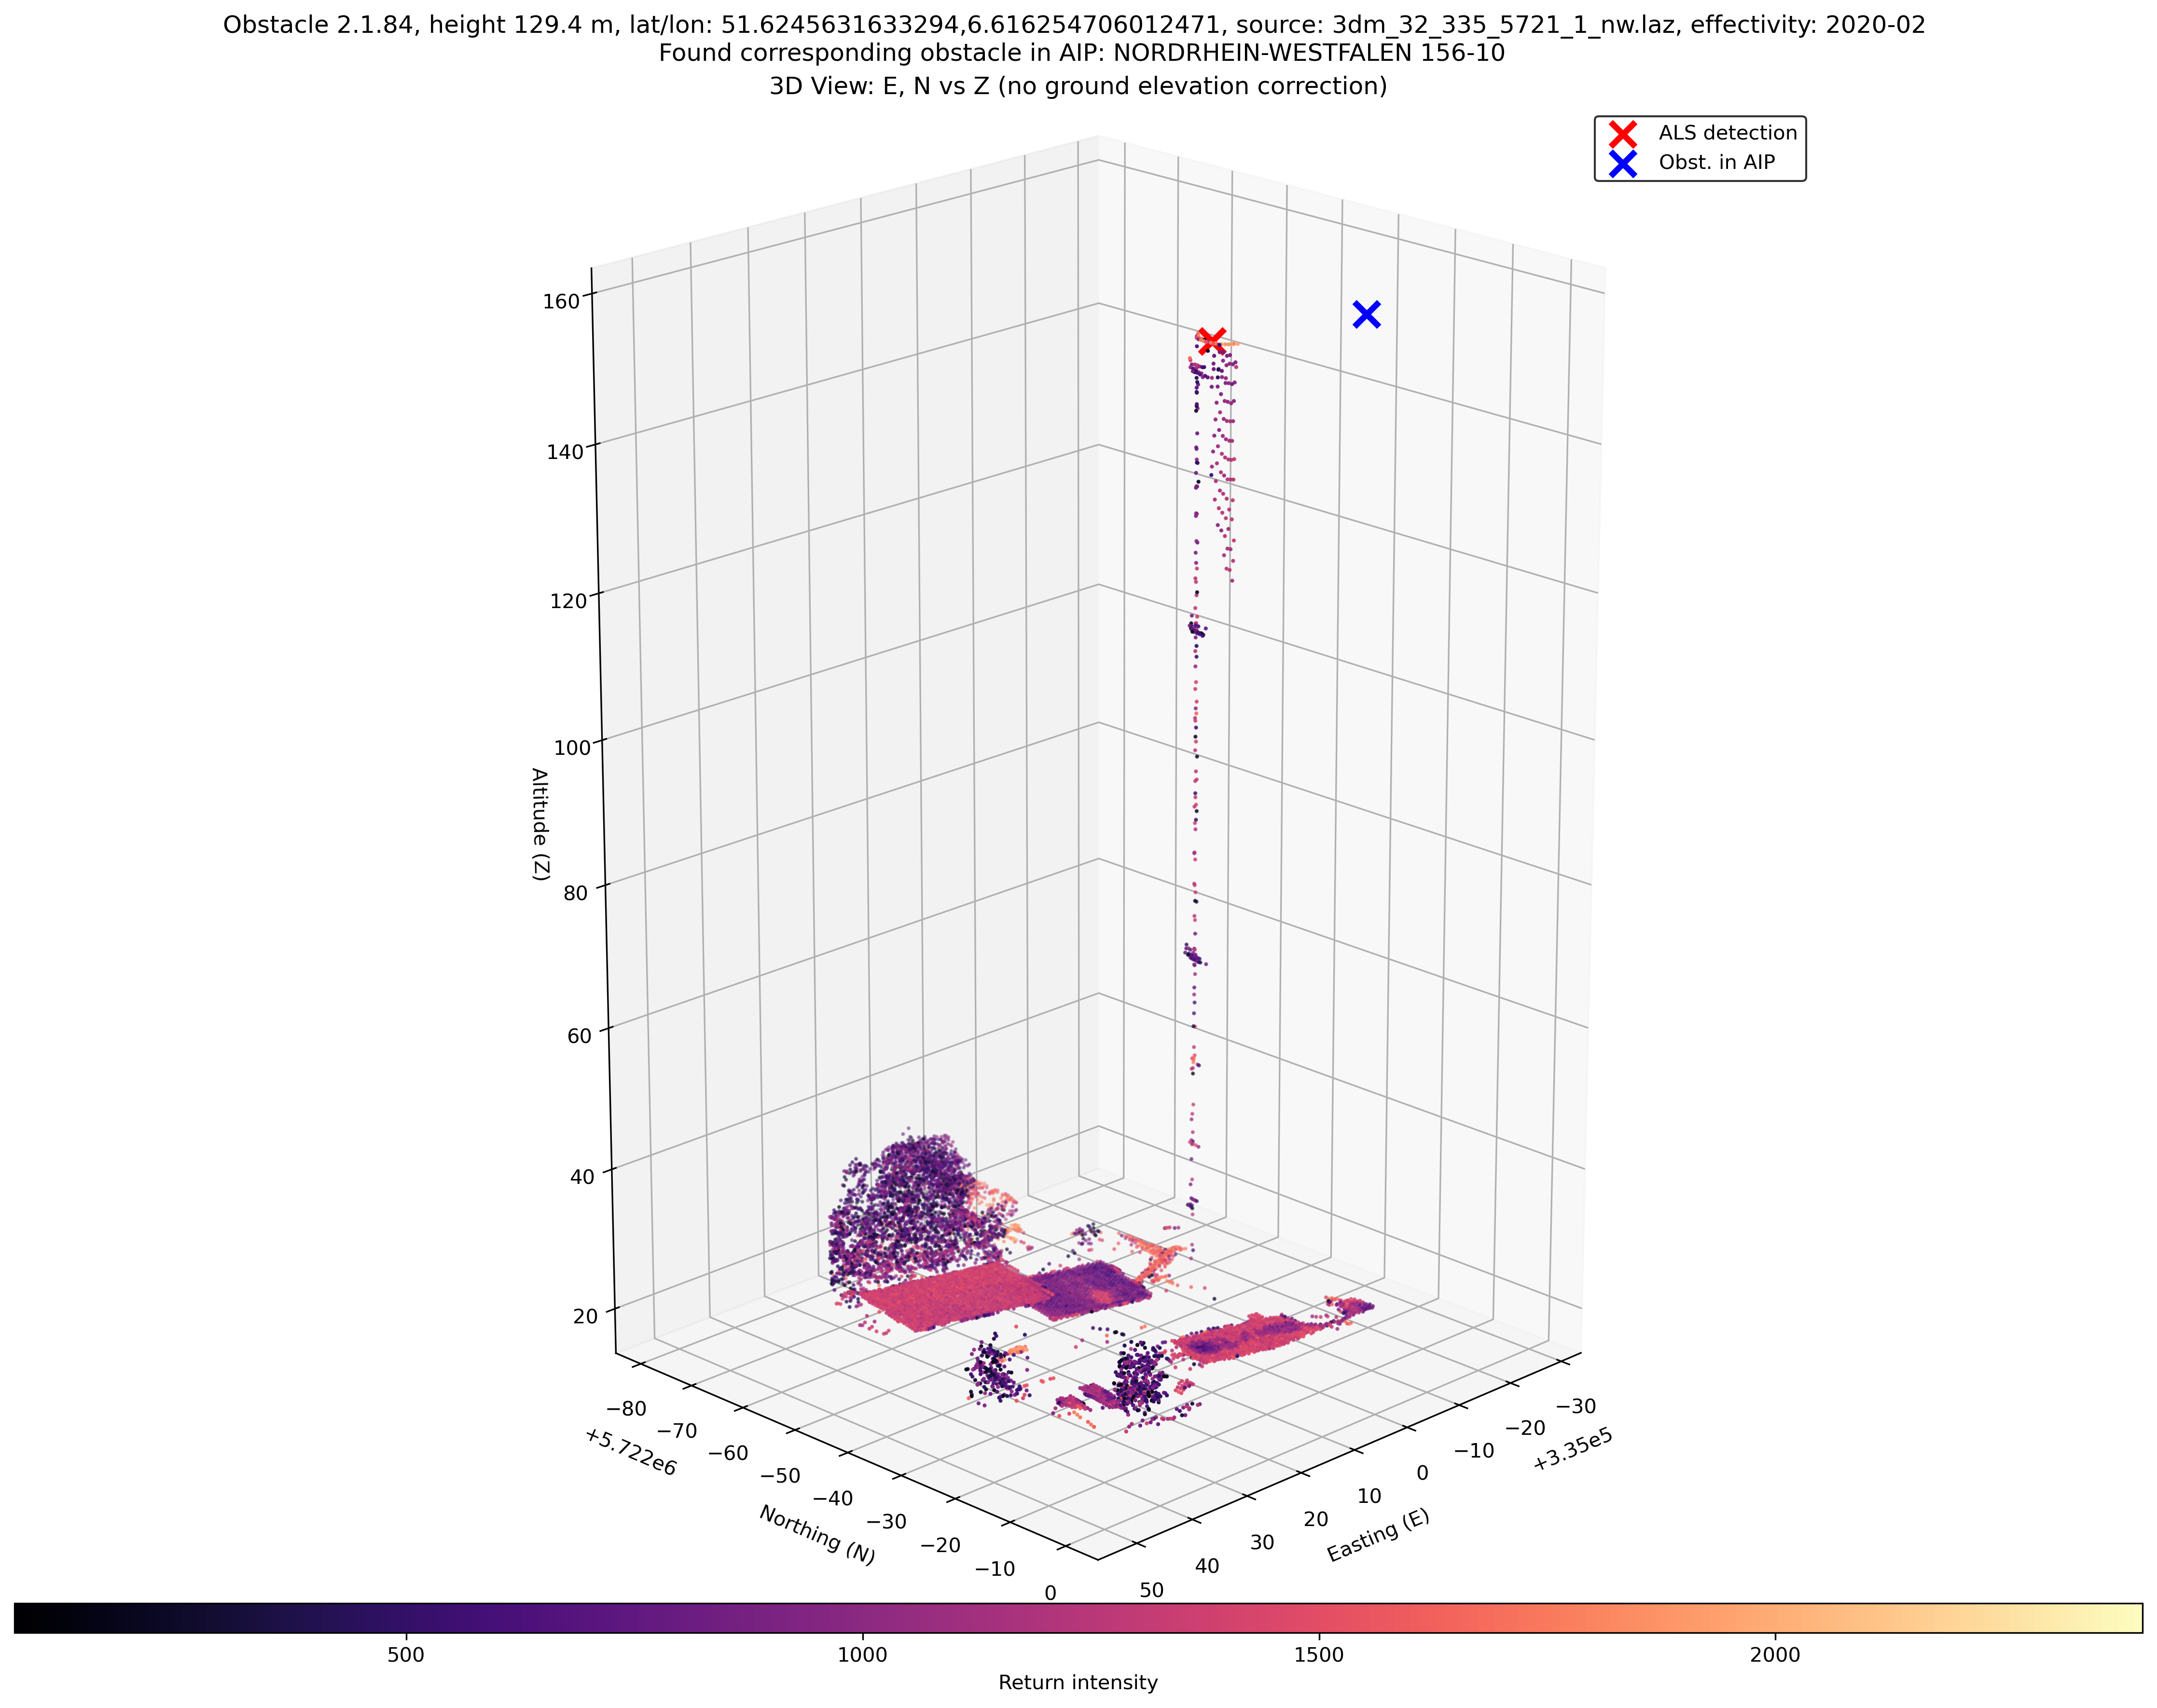 Obstacle 2.1.84, height 129.4 m, lat/lon: 51.6245631633294,6.616254706012471, source: 3dm_32_335_5721_1_nw.laz, effectivity: 2020-02
Found corresponding obstacle in AIP: NORDRHEIN-WESTFALEN 156-10
3D View: E, N vs Z (no ground elevation correction)
ALS detection
Obst. in AIP
160
140
120
100
80
60
40
20
Altitude (Z)
−80
−70
−60
−50
−40
−30
−20
−10
0
+5.722e6
Northing (N)
−30
−20
−10
0
10
20
30
40
50
+3.35e5
Easting (E)
500
1000
1500
2000
Return intensity